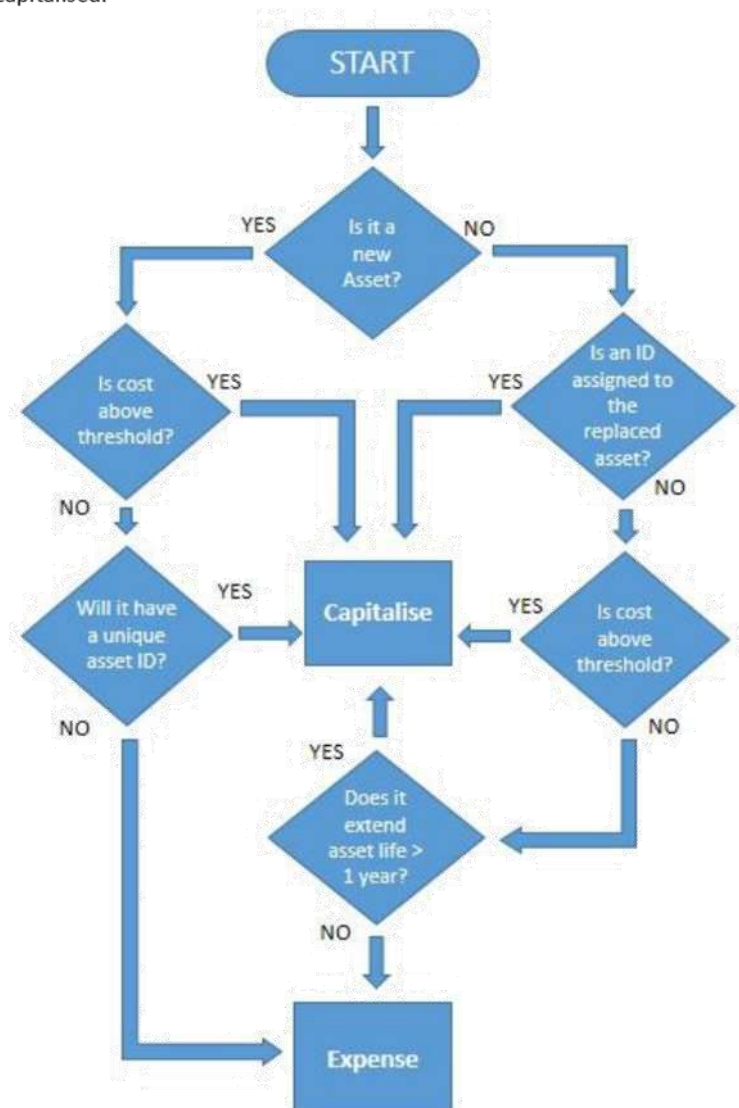 capitalised.
START
YES
Is it a
new
Asset?
NO
Is cost
above
threshold?
YES
NO
YES
Is an ID
assigned to
the
replaced
asset?
NO
Will it have
a unique
asset ID?
YES
NO
Capitalise
YES
Is cost
above
threshold?
NO
YES
Does it
extend
asset life >
1 year?
NO
Expense